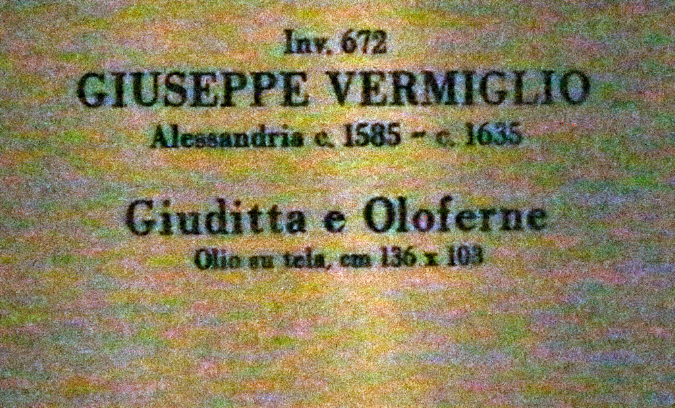 Inv. 672
GIUSEPPE VERMIGLIO
Alessandria c. 1585 - c. 1635
Giuditta e Oloferne
Olio su tela, cm 136 x 103